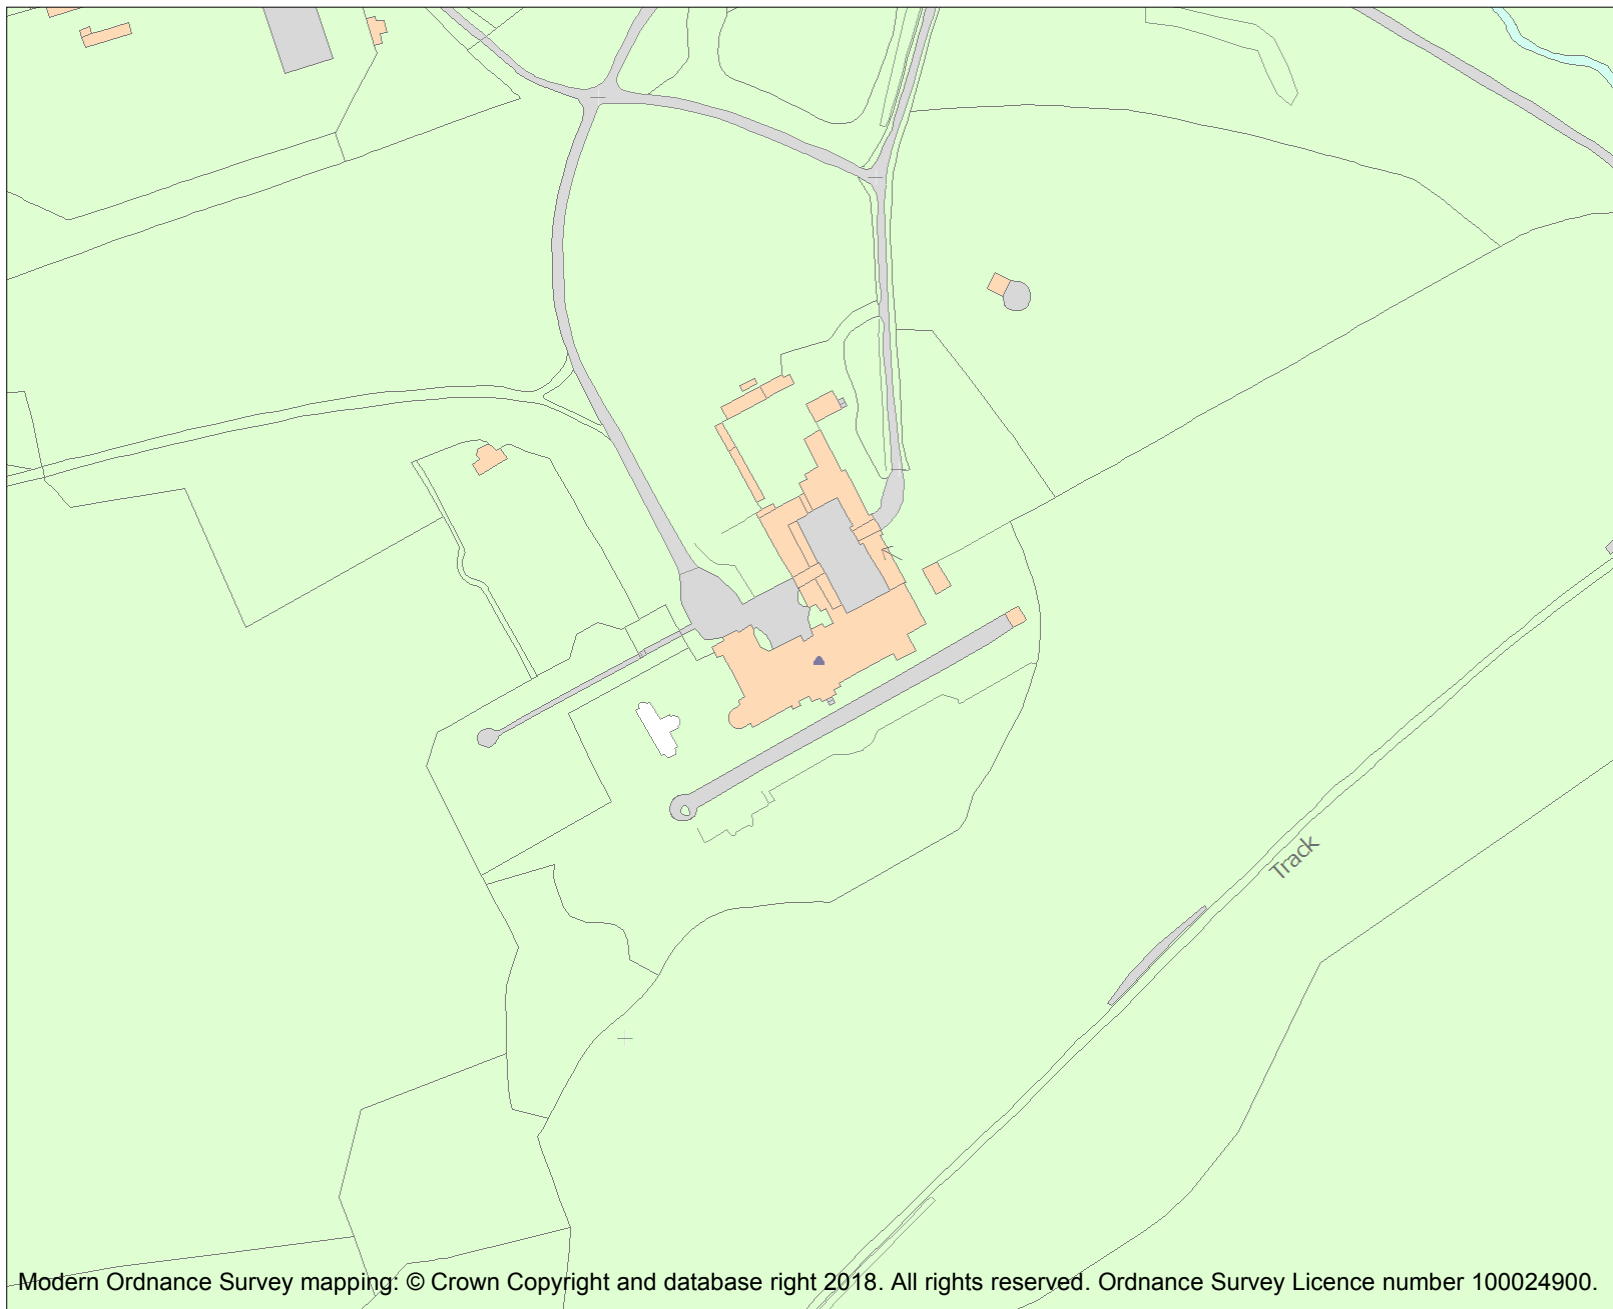 Track
Modern Ordnance Survey mapping: © Crown Copyright and database right 2018. All rights reserved. Ordnance Survey Licence number 100024900.